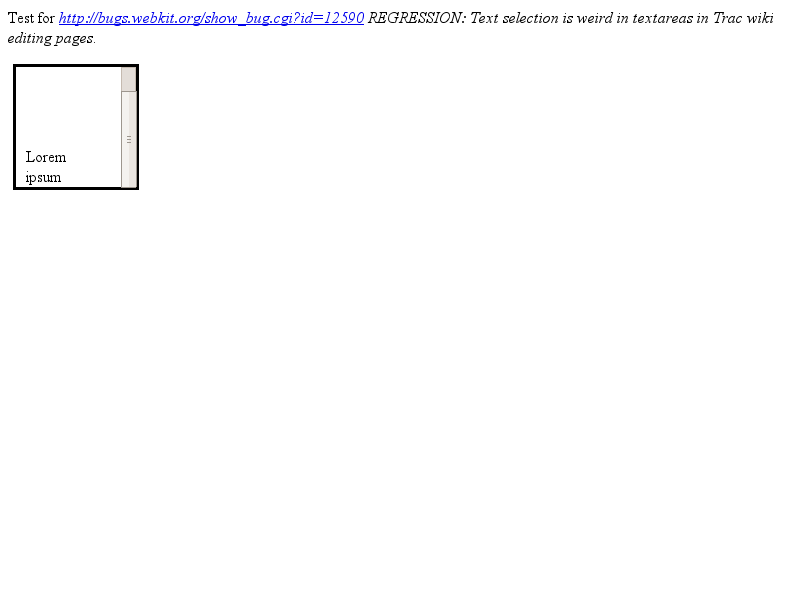 Test for http://bugs.webkit.org/show_bug.cgi?id=12590 REGRESSION: Text selection is weird in textareas in Trac wiki
editing pages.
Lorem
ipsum